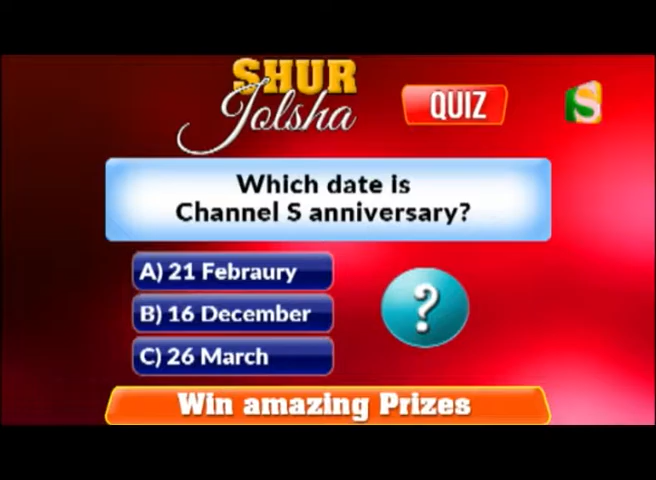 SHUR
Jolsha
QUIZ
S
Which date is
Channel S anniversary?
A) 21 Febraury
B) 16 December
?
C) 26 March
Win amazing Prizes